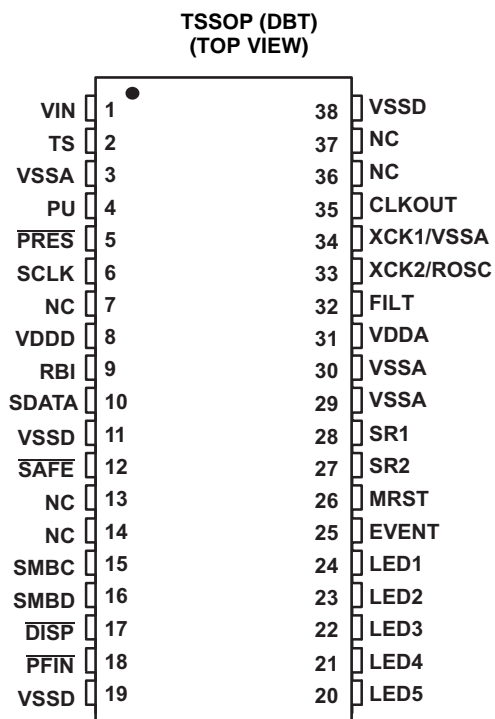 TSSOP (DBT)
(TOP VIEW)
VIN 1 38 VSSD
TS 2 37 NC
VSSA 3 36 NC
PU 4 35 CLKOUT
PRES 5 34 XCK1/VSSA
SCLK 6 33 XCK2/ROSC
NC 7 32 FILT
VDDD 8 31 VDDA
RBI 9 30 VSSA
SDATA 10 29 VSSA
VSSD 11 28 SR1
SAFE 12 27 SR2
NC 13 26 MRST
NC 14 25 EVENT
SMBC 15 24 LED1
SMBD 16 23 LED2
DISP 17 22 LED3
PFIN 18 21 LED4
VSSD 19 20 LED5